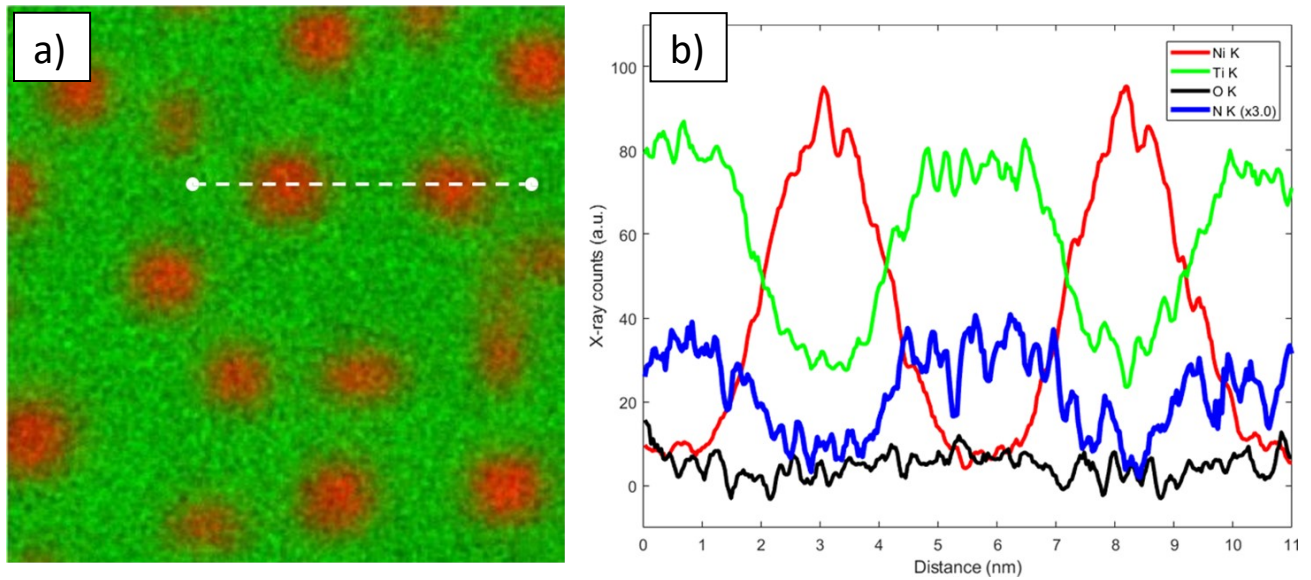 a)
b)
Ni K
Ti K
O K
N K (x3.0)
X-ray counts (a.u.)
100
80
60
40
20
0
0 1 2 3 4 5 6 7 8 9 10 11
Distance (nm)